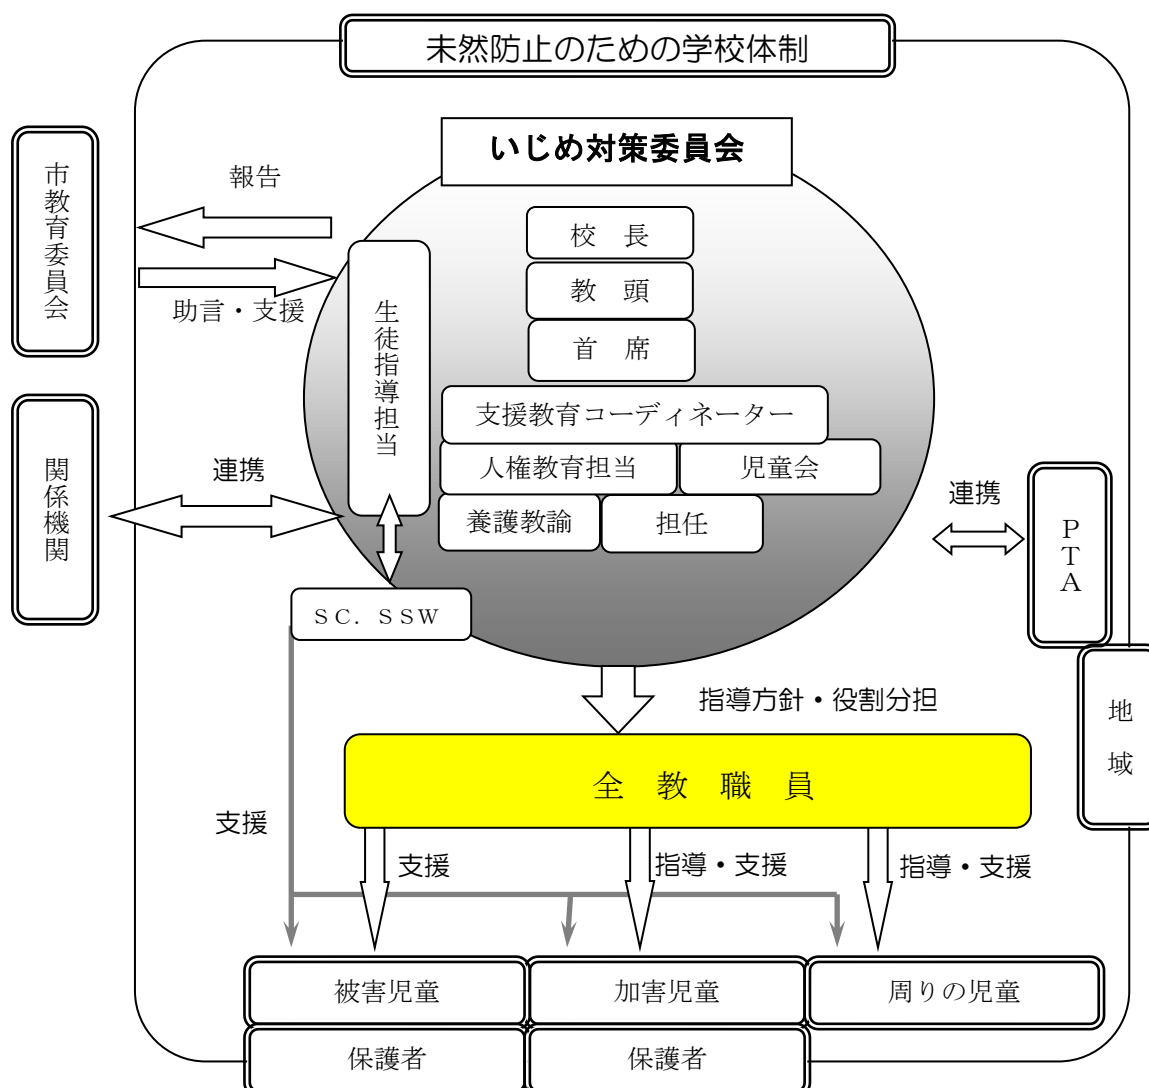 未然防止のための学校体制
いじめ対策委員会
市教育委員会
報告
助言・支援
校 長
教 頭
首 席
生徒指導担当
支援教育コーディネーター
人権教育担当
児童会
養護教諭
担任
関係機関
連携
連携
PTA
SC. SSW
地域
指導方針・役割分担
全 教 職 員
支援
支援
指導・支援
指導・支援
被害児童
加害児童
周りの児童
保護者
保護者